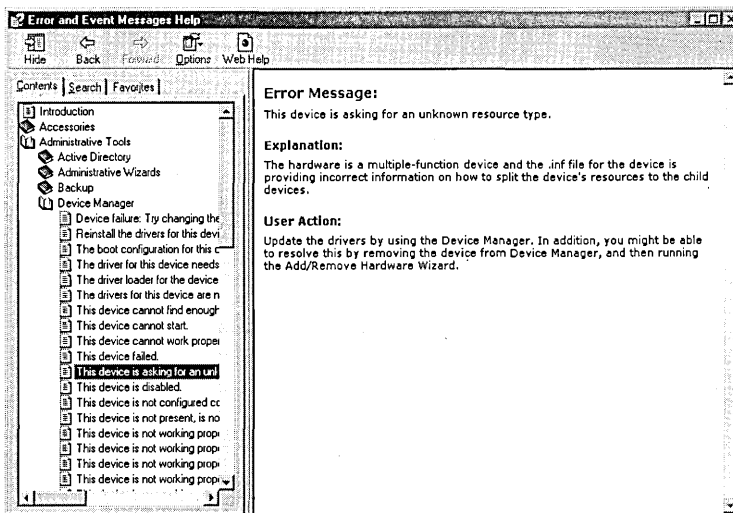 Error and Event Messages Help
Hide Back Forward Options Web Help
Contents Search Favorites
Introduction
Accessories
Administrative Tools
Active Directory
Administrative Wizards
Backup
Device Manager
Device failure: Try changing the
Reinstall the drivers for this devi
The boot configuration for this c
The driver for this device needs
The driver loader for the device
The drivers for this device are n
This device cannot find enough
This device cannot start.
This device cannot work proper
This device failed.
This device is asking for an unk
This device is disabled.
This device is not configured co
This device is not present, is no
This device is not working prop
This device is not working prop
This device is not working prop
This device is not working prop
Error Message:
This device is asking for an unknown resource type.
Explanation:
The hardware is a multiple-function device and the .inf file for the device is
providing incorrect information on how to split the device's resources to the child
devices.
User Action:
Update the drivers by using the Device Manager. In addition, you might be able
to resolve this by removing the device from Device Manager, and then running
the Add/Remove Hardware Wizard.